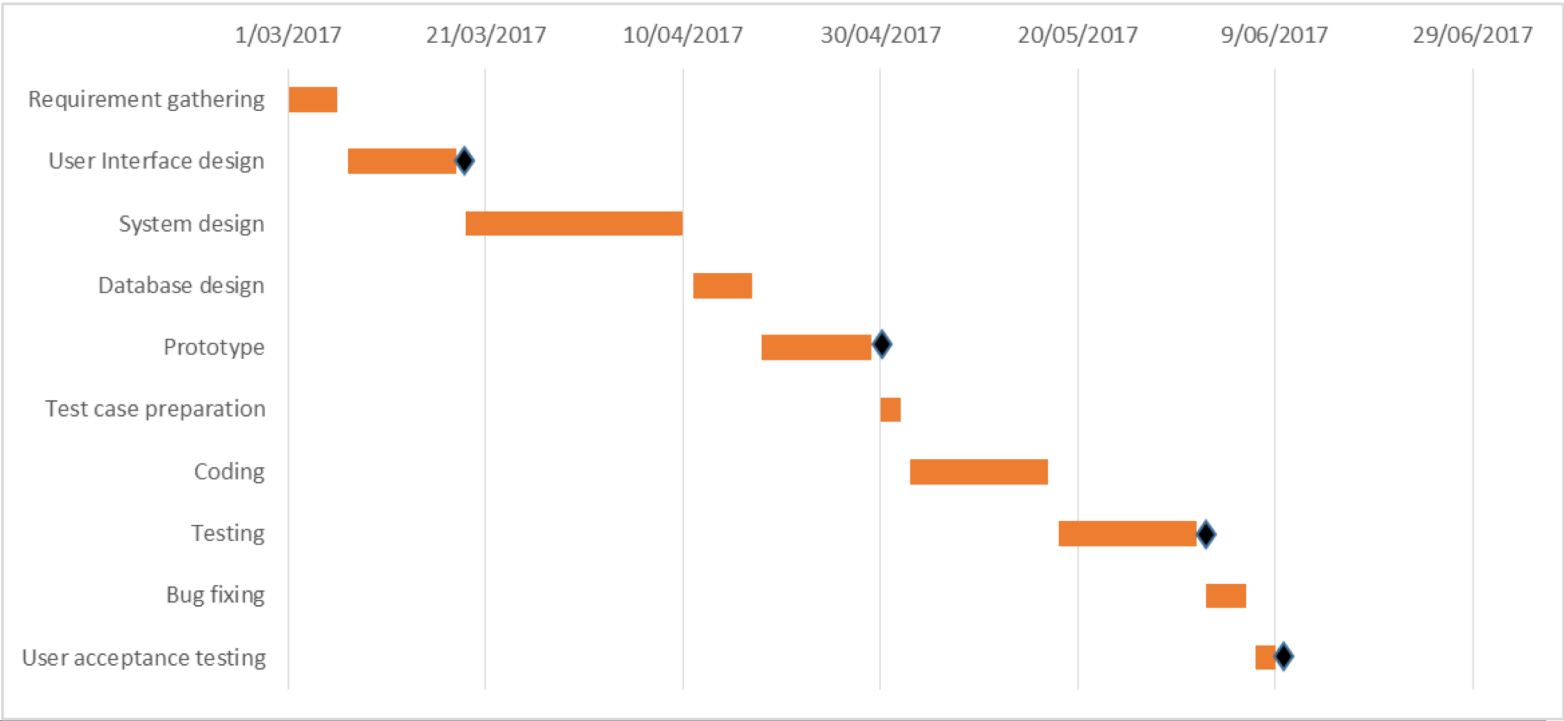 1/03/2017 21/03/2017 10/04/2017 30/04/2017 20/05/2017 9/06/2017 29/06/2017
Requirement gathering
User Interface design
System design
Database design
Prototype
Test case preparation
Coding
Testing
Bug fixing
User acceptance testing